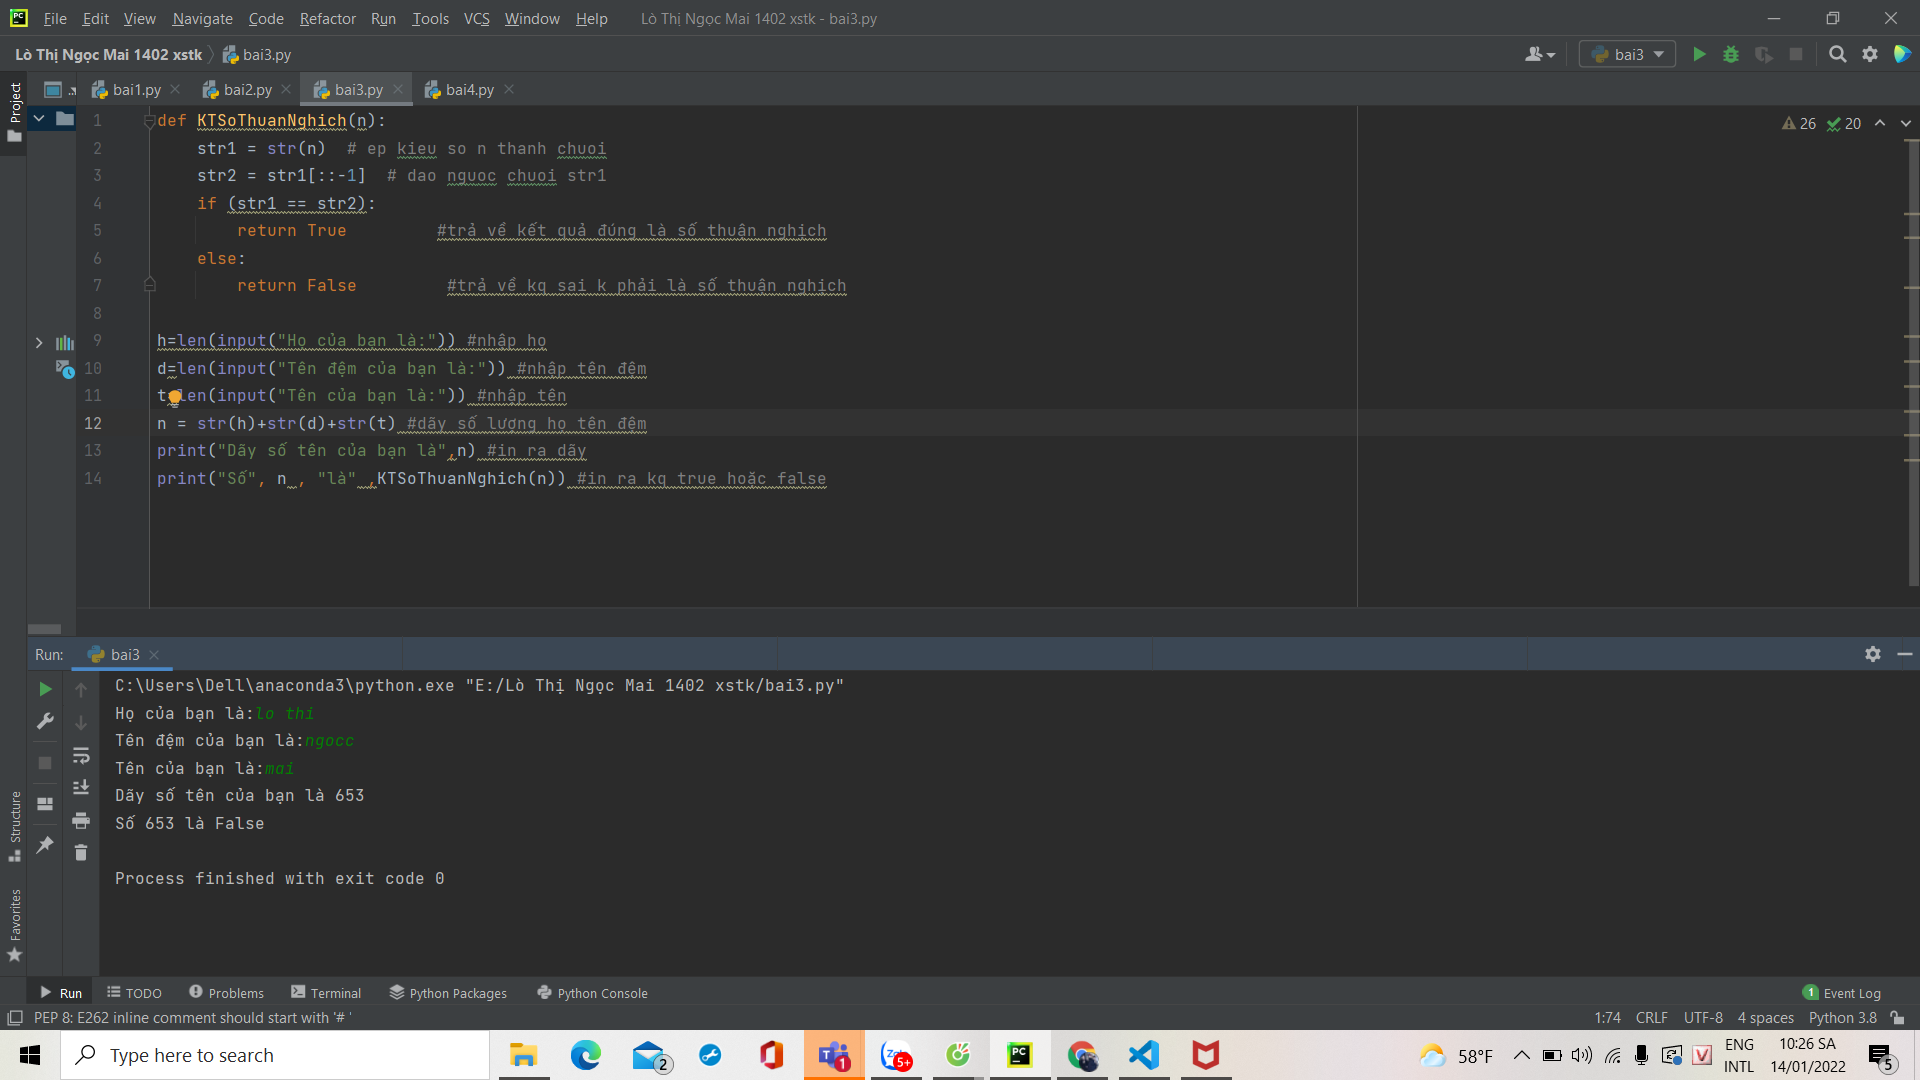 File Edit View Navigate Code Refactor Run Tools VCS Window Help Lò Thị Ngọc Mai 1402 xstk - bai3.py
Lò Thị Ngọc Mai 1402 xstk bai3.py bai3
Project
bai1.py bai2.py bai3.py bai4.py
26 20
1 def KTSoThuanNghich(n):
2 str1 = str(n) # ep kieu so n thanh chuoi
3 str2 = str1[::-1] # dao nguoc chuoi str1
4 if (str1 == str2):
5 return True #trả về kết quả đúng là số thuận nghịch
6 else:
7 return False #trả về kq sai k phải là số thuận nghịch
8
9 h=len(input("Họ của bạn là:")) #nhập họ
10 d=len(input("Tên đệm của bạn là:")) #nhập tên đệm
11 t=len(input("Tên của bạn là:")) #nhập tên
12 n = str(h)+str(d)+str(t) #dãy số lượng họ tên đệm
13 print("Dãy số tên của bạn là",n) #in ra dãy
14 print("Số", n , "là" ,KTSoThuanNghich(n)) #in ra kq true hoặc false
Run: bai3
C:\Users\Dell\anaconda3\python.exe "E:/Lò Thị Ngọc Mai 1402 xstk/bai3.py"
Họ của bạn là:lo thi
Tên đệm của bạn là:ngocc
Tên của bạn là:mai
Dãy số tên của bạn là 653
Số 653 là False
Process finished with exit code 0
Structure
Favorites
Run TODO Problems Terminal Python Packages Python Console 1 Event Log
PEP 8: E262 inline comment should start with '# ' 1:74 CRLF UTF-8 4 spaces Python 3.8
Type here to search 2 1 5+ 58°F ENG 10:26 SA
INTL 14/01/2022 5